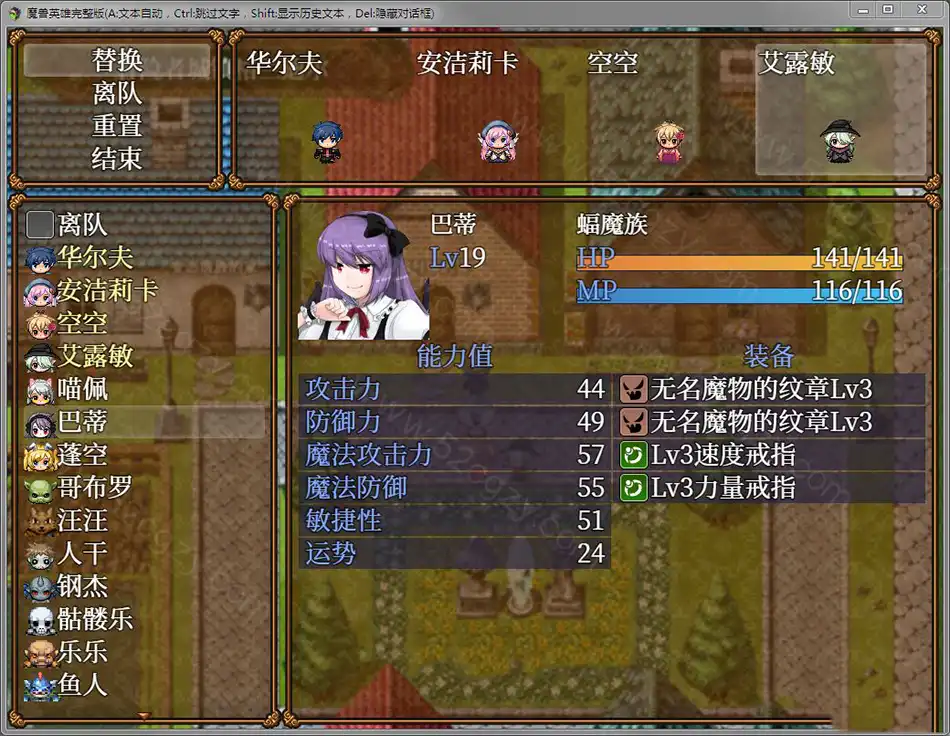 魔兽英雄完整版(A:文本自动，Ctrl:跳过文字，Shift:显示历史文本，Del:隐藏对话框)
替换
离队
重置
结束
华尔夫 安洁莉卡 空空 艾露敏
离队
华尔夫
安洁莉卡
空空
艾露敏
喵佩
巴蒂
蓬空
哥布罗
汪汪
人干
钢杰
骷髅乐
乐乐
鱼人
巴蒂 蝠魔族
Lv19 HP 141/141
MP 116/116
能力值 装备
攻击力 44 无名魔物的纹章Lv3
防御力 49 无名魔物的纹章Lv3
魔法攻击力 57 Lv3速度戒指
魔法防御 55 Lv3力量戒指
敏捷性 51
运势 24